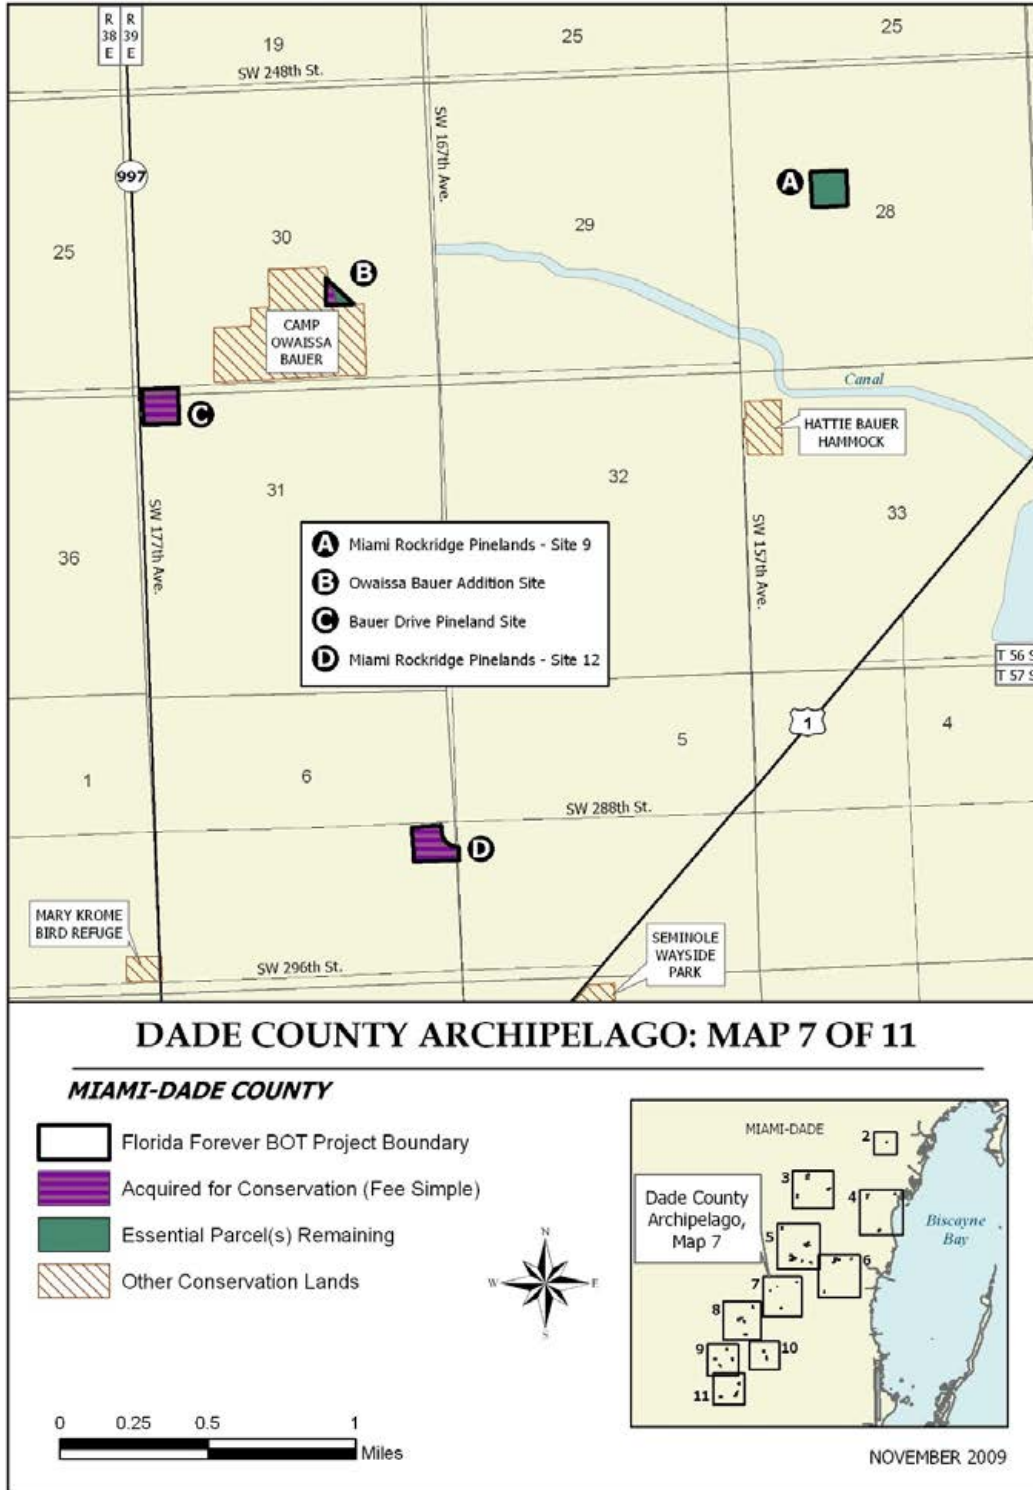 R
38
E
R
39
E
19
25
25
SW 248th St.
SW 167th Ave.
997
A
28
29
25
30
B
CAMP
OWAISSA
BAUER
C
Canal
HATTIE BAUER
HAMMOCK
31
32
33
SW 177th Ave.
SW 157th Ave.
36
A Miami Rockridge Pinelands - Site 9
B Owaissa Bauer Addition Site
C Bauer Drive Pineland Site
D Miami Rockridge Pinelands - Site 12
T 56 S
T 57 S
1
4
5
6
1
SW 288th St.
D
MARY KROME
BIRD REFUGE
SEMINOLE
WAYSIDE
PARK
SW 296th St.
DADE COUNTY ARCHIPELAGO: MAP 7 OF 11
MIAMI-DADE COUNTY
Florida Forever BOT Project Boundary
Acquired for Conservation (Fee Simple)
Essential Parcel(s) Remaining
Other Conservation Lands
N
W
E
S
0 0.25 0.5 1
Miles
MIAMI-DADE
2
3
4
Dade County
Archipelago,
Map 7
Biscayne
Bay
5
6
7
8
9
10
11
NOVEMBER 2009